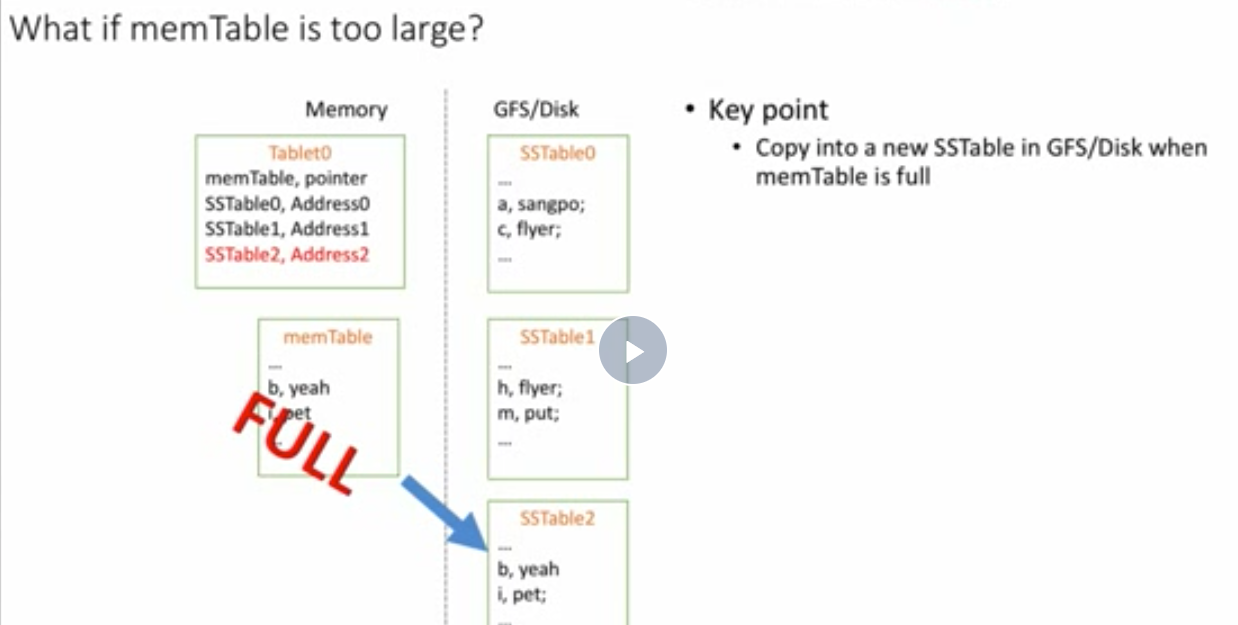 What if memTable is too large?
Memory
Tablet0
memTable, pointer
SSTable0, Address0
SSTable1, Address1
SSTable2, Address2
memTable
...
b, yeah
i, pet
...
FULL
GFS/Disk
SSTable0
...
a, sangpo;
c, flyer;
...
SSTable1
...
h, flyer;
m, put;
...
SSTable2
...
b, yeah
i, pet;
...
• Key point
• Copy into a new SSTable in GFS/Disk when
memTable is full